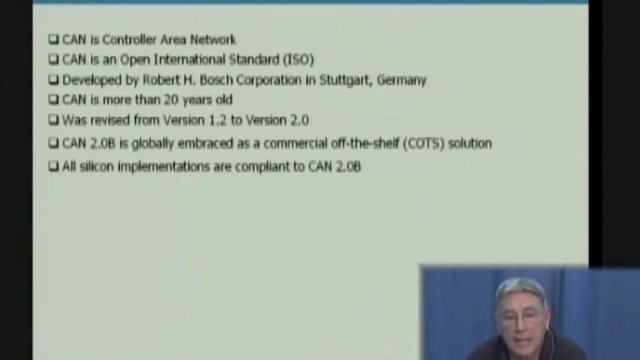 CAN is Controller Area Network
CAN is an Open International Standard (ISO)
Developed by Robert H. Bosch Corporation in Stuttgart, Germany
CAN is more than 20 years old
Was revised from Version 1.2 to Version 2.0
CAN 2.0B is globally embraced as a commercial off-the-shelf (COTS) solution
All silicon implementations are compliant to CAN 2.0B